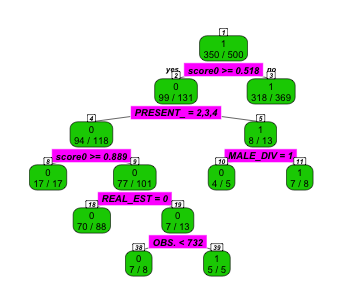 1
1
350 / 500
yes score0 >= 0.518 no
2 3
0 1
99 / 131 318 / 369
PRESENT_ = 2,3,4
4 5
0 1
94 / 118 8 / 13
score0 >= 0.889 MALE_DIV = 1
8 9 10 11
0 0 0 1
17 / 17 77 / 101 4 / 5 7 / 8
REAL_EST = 0
18 19
0 0
70 / 88 7 / 13
OBS. < 732
38 39
0 1
7 / 8 5 / 5